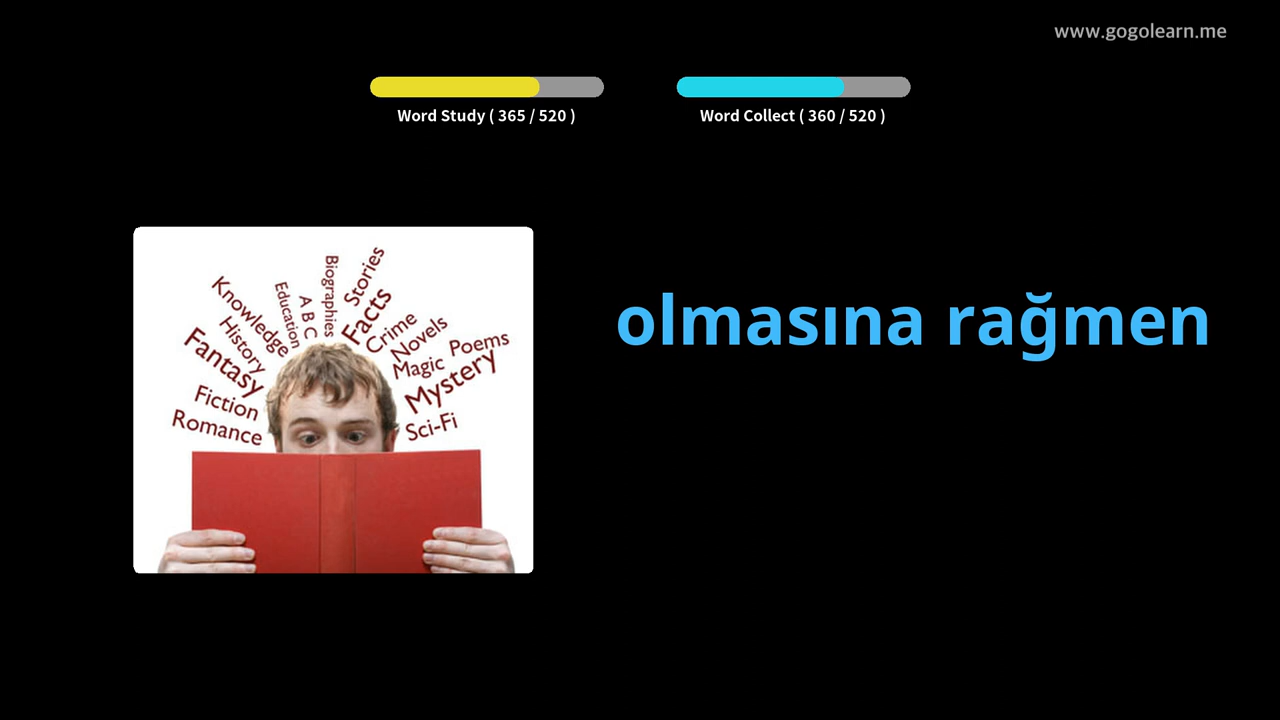 www.gogolearn.me
Word Study ( 365 / 520 )
Word Collect ( 360 / 520 )
olmasına rağmen
Knowledge
Education
A B C
Biographies
Stories
Facts
History
Crime
Novels
Poems
Fantasy
Magic
Mystery
Fiction
Romance
Sci-Fi